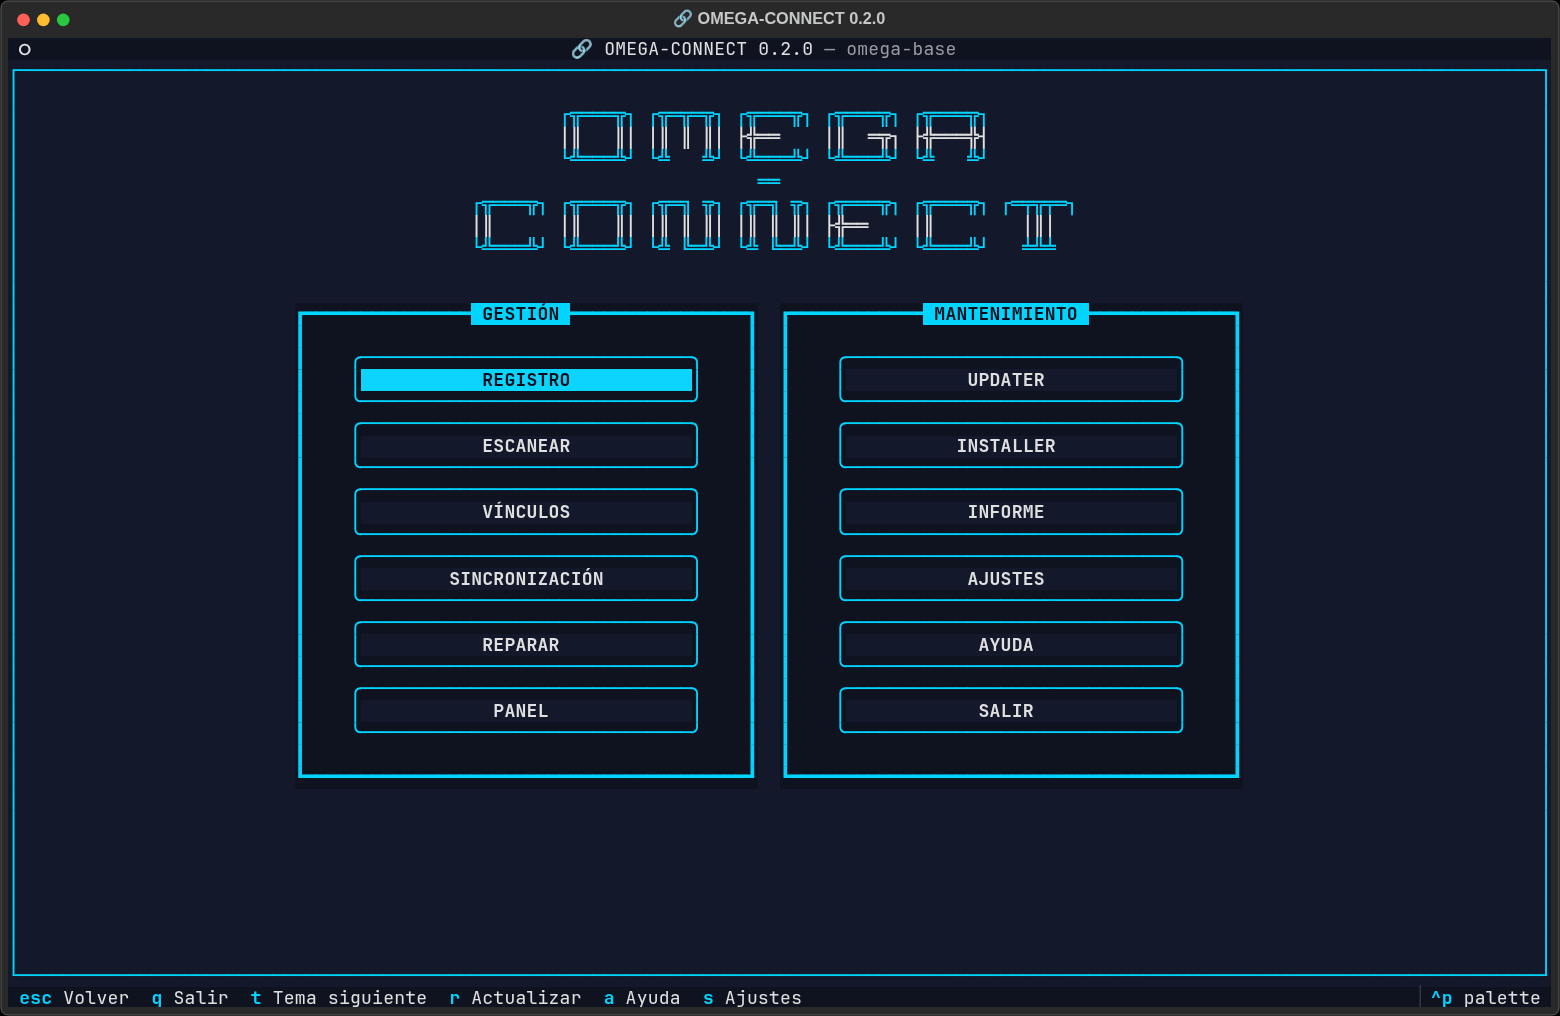 🔗 OMEGA-CONNECT 0.2.0
🔗 OMEGA-CONNECT 0.2.0 — omega-base
OMEGA
-
CONNECT
GESTIÓN
REGISTRO
ESCANEAR
VÍNCULOS
SINCRONIZACIÓN
REPARAR
PANEL
MANTENIMIENTO
UPDATER
INSTALLER
INFORME
AJUSTES
AYUDA
SALIR
esc Volver q Salir t Tema siguiente r Actualizar a Ayuda s Ajustes ^p palette